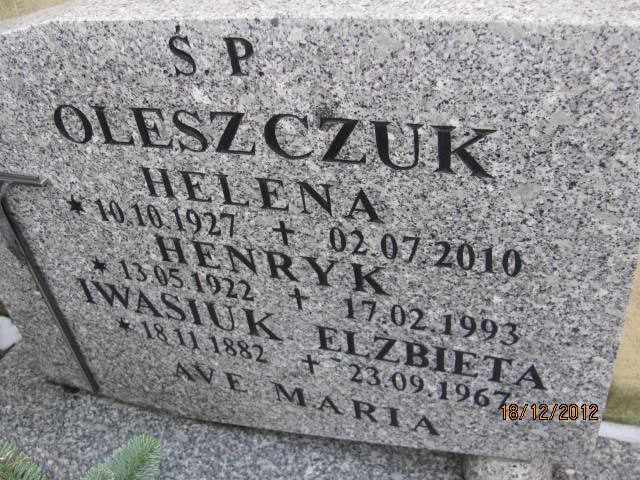 Ś. P.
OLESZCZUK
HELENA
* 10.10.1927 + 02.07.2010
HENRYK
* 13.05.1922 + 17.02.1993
IWASIUK ELZBIETA
* 18.11.1882 + 23.09.1967
AVE MARIA
18/12/2012